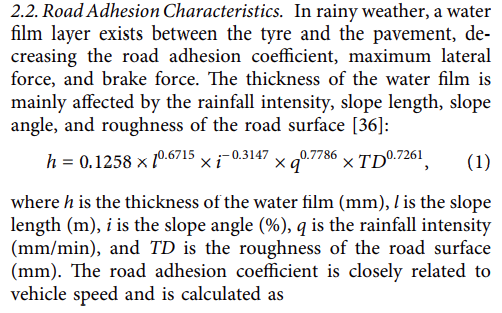 2.2. Road Adhesion Characteristics. In rainy weather, a water
film layer exists between the tyre and the pavement, de-
creasing the road adhesion coefficient, maximum lateral
force, and brake force. The thickness of the water film is
mainly affected by the rainfall intensity, slope length, slope
angle, and roughness of the road surface [36]:
h = 0.1258 × l^0.6715 × i^−0.3147 × q^0.7786 × TD^0.7261, (1)
where h is the thickness of the water film (mm), l is the slope
length (m), i is the slope angle (%), q is the rainfall intensity
(mm/min), and TD is the roughness of the road surface
(mm). The road adhesion coefficient is closely related to
vehicle speed and is calculated as